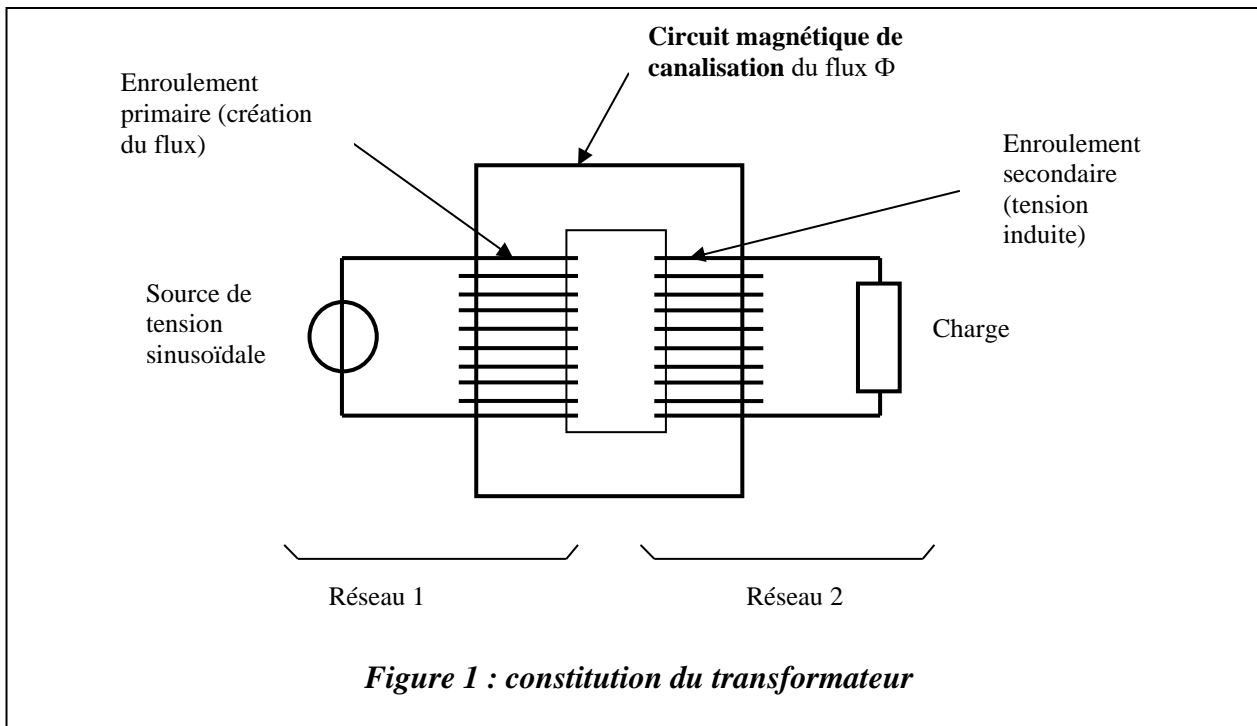 Circuit magnétique de
canalisation du flux Φ
Enroulement
primaire (création
du flux)
Enroulement
secondaire
(tension
induite)
Source de
tension
sinusoïdale
Charge
Réseau 1
Réseau 2
Figure 1 : constitution du transformateur